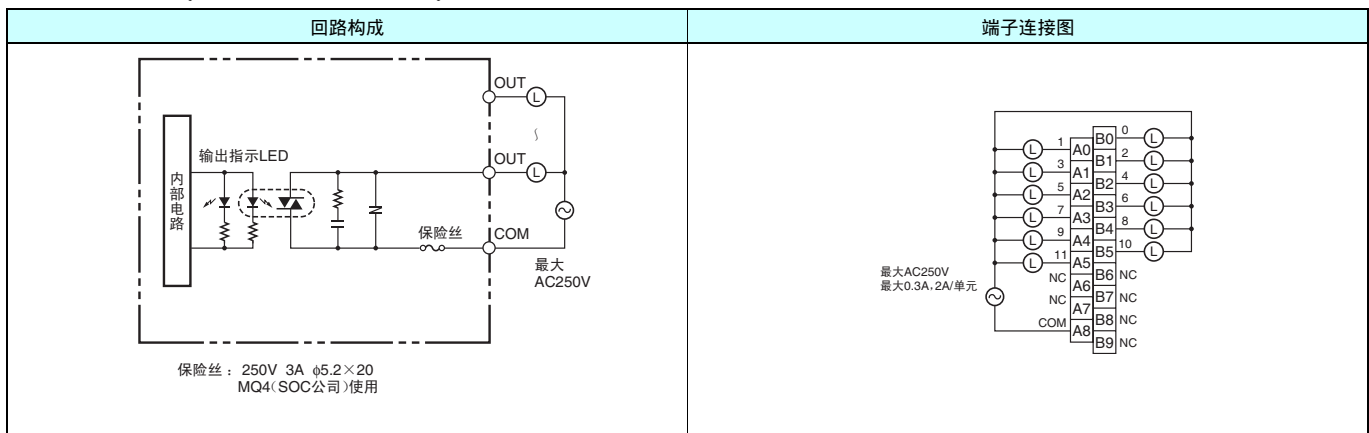 回路构成
端子连接图
OUT
L
输出指示LED
OUT
L
内部电路
保险丝
COM
最大
AC250V
保险丝：250V 3A φ5.2×20
MQ4（SOC公司）使用
B0 0 L
L 1 A0
B1 2 L
L 3 A1
B2 4 L
L 5 A2
B3 6 L
L 7 A3
B4 8 L
L 9 A4
B5 10 L
L 11 A5
B6 NC
NC A6
B7 NC
NC A7
B8 NC
COM A8
B9 NC
最大AC250V
最大0.3A，2A/单元